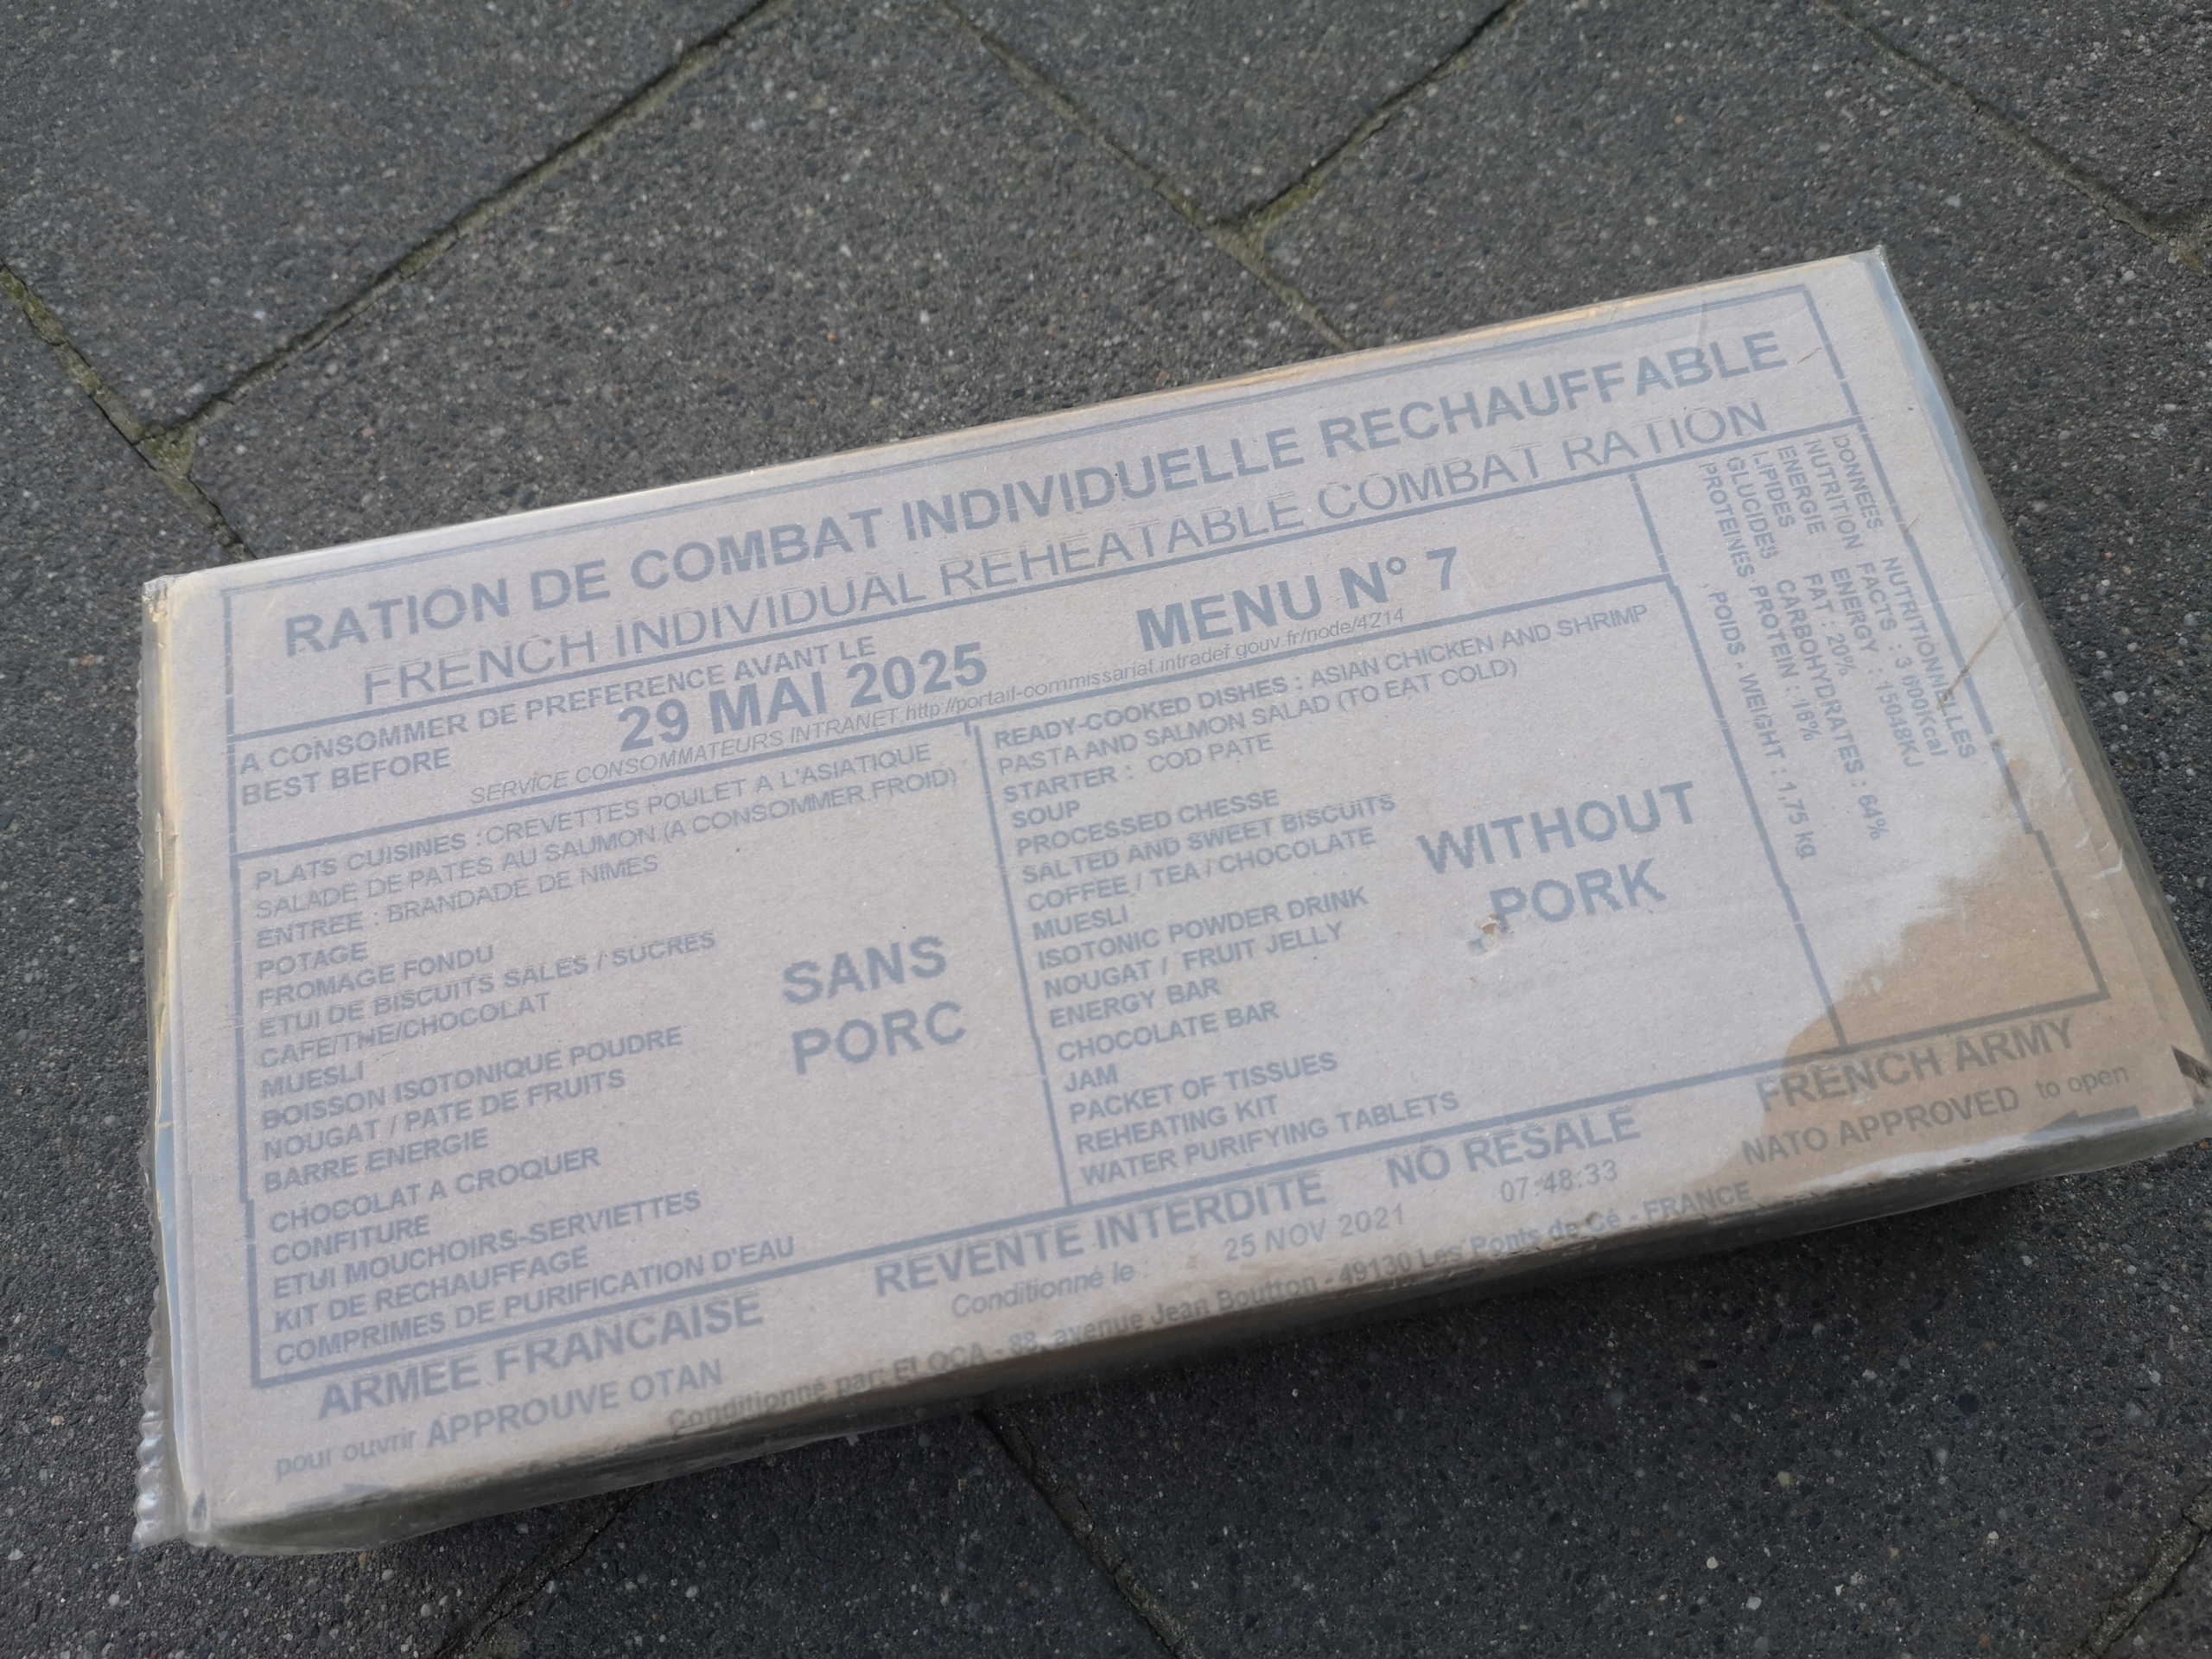 RATION DE COMBAT INDIVIDUELLE RECHAUFFABLE
FRENCH INDIVIDUAL REHEATABLE COMBAT RATION
A CONSOMMER DE PREFERENCE AVANT LE
BEST BEFORE
29 MAI 2025
MENU N° 7
SERVICE CONSOMMATEURS INTRANET http://portail-commissariat.intradef.gouv.fr/node/4214
PLATS CUISINES : CREVETTES POULET A L'ASIATIQUE
SALADE DE PATES AU SAUMON (A CONSOMMER FROID)
ENTREE : BRANDADE DE NIMES
POTAGE
FROMAGE FONDU
ETUI DE BISCUITS SALES / SUCRES
CAFE/THE/CHOCOLAT
MUESLI
BOISSON ISOTONIQUE POUDRE
NOUGAT / PATE DE FRUITS
BARRE ENERGIE
CHOCOLAT A CROQUER
CONFITURE
ETUI MOUCHOIRS-SERVIETTES
KIT DE RECHAUFFAGE
COMPRIMES DE PURIFICATION D'EAU
SANS
PORC
READY-COOKED DISHES : ASIAN CHICKEN AND SHRIMP
PASTA AND SALMON SALAD (TO EAT COLD)
STARTER : COD PATE
SOUP
PROCESSED CHESSE
SALTED AND SWEET BISCUITS
COFFEE / TEA / CHOCOLATE
MUESLI
ISOTONIC POWDER DRINK
NOUGAT / FRUIT JELLY
ENERGY BAR
CHOCOLATE BAR
JAM
PACKET OF TISSUES
REHEATING KIT
WATER PURIFYING TABLETS
WITHOUT
PORK
DONNEES NUTRITIONNELLES
NUTRITION FACTS : 3 600Kcal
ENERGIE ENERGY : 15048KJ
LIPIDES FAT : 20%
GLUCIDES CARBOHYDRATES : 64%
PROTEINES PROTEIN : 16%
POIDS - WEIGHT : 1,75 kg
ARMEE FRANCAISE
REVENTE INTERDITE NO RESALE
FRENCH ARMY
pour ouvrir APPROUVE OTAN
Conditionné le : 25 NOV 2021 07:48:33
NATO APPROVED to open
Conditionné par: ELOCA - 88, avenue Jean Boutton - 49130 Les Ponts de Cé - FRANCE